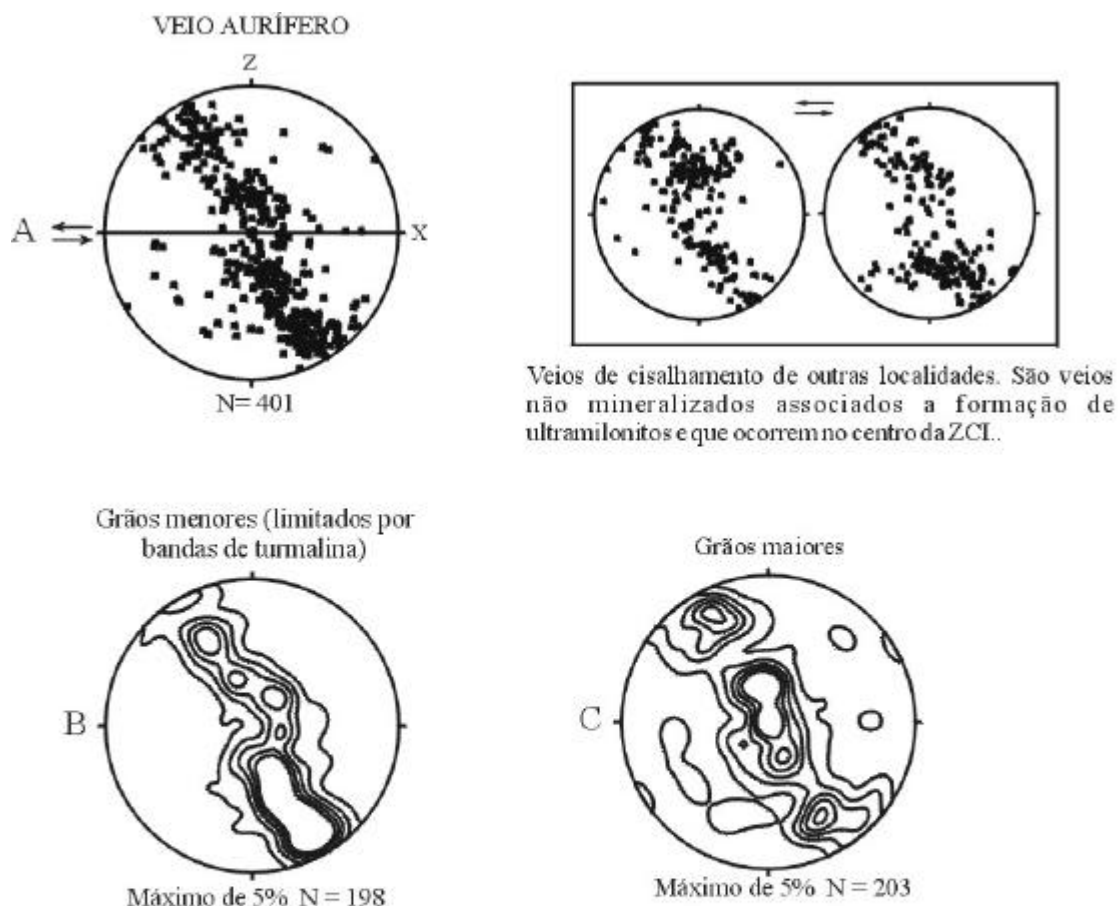 VEIO AURÍFERO
z
A
x
N= 401
Veios de cisalhamento de outras localidades. São veios
não mineralizados associados a formação de
ultramilonitos e que ocorrem no centro da ZCI..
Grãos menores (limitados por
bandas de turmalina)
B
Máximo de 5% N = 198
Grãos maiores
C
Máximo de 5% N = 203